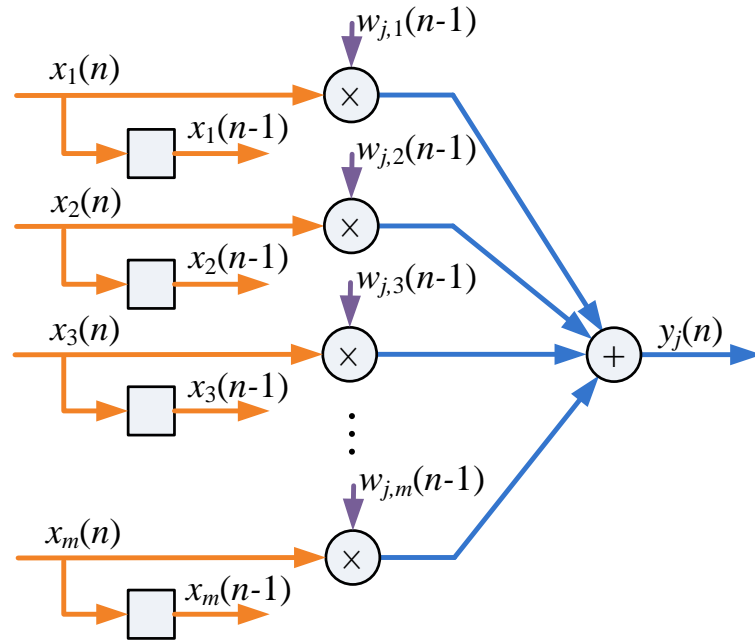 w_{j,1}(n-1)
x_1(n)
×
x_1(n-1)
w_{j,2}(n-1)
x_2(n)
×
x_2(n-1)
w_{j,3}(n-1)
x_3(n)
×
+
y_j(n)
x_3(n-1)
⋮
w_{j,m}(n-1)
x_m(n)
×
x_m(n-1)